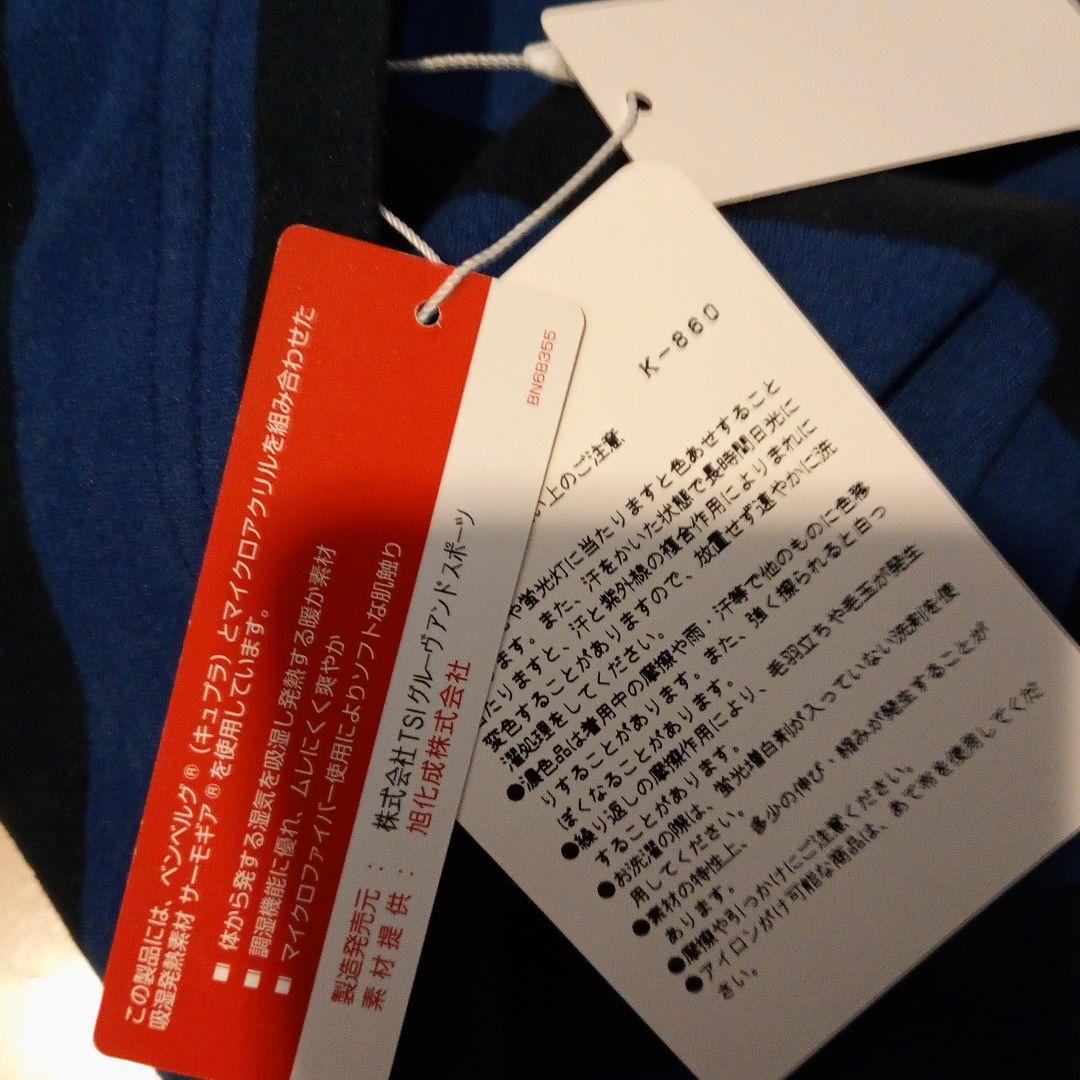 この製品には、ベンベルグ®（キュプラ）とマイクロアクリルを組み合わせた
吸湿発熱素材 サーモギア®を使用しています。
■ 体から発する湿気を吸湿し発熱する暖か素材
■ 調湿機能に優れ、ムレにくく爽やか
■ マイクロファイバー使用によりソフトな肌触り
製造発売元：株式会社TSIグルーヴアンドスポーツ
素材提供：旭化成株式会社
BN6B355
K-860
上のご注意
や蛍光灯に当たりますと色あせすること
ます。また、汗をかいた状態で長時間日光に
たりますと、汗と紫外線の複合作用によりまれに
変色することがありますので、放置せず速やかに洗
濯処理をしてください。
●濃色品は着用中の摩擦や雨・汗等で他のものに色落
りすることがあります。また、強く擦られると白っ
ぽくなることがあります。
●繰り返しの摩擦作用により、毛羽立ちや毛玉が発生
することがあります。
●お洗濯の際は、蛍光増白剤が入っていない洗剤を使
用してください。
●素材の特性上、多少の伸び・縮みが発生することが
あります。
●摩擦や引っかけにご注意ください。
●アイロンがけ可能な商品は、あて布を使用してくだ
さい。